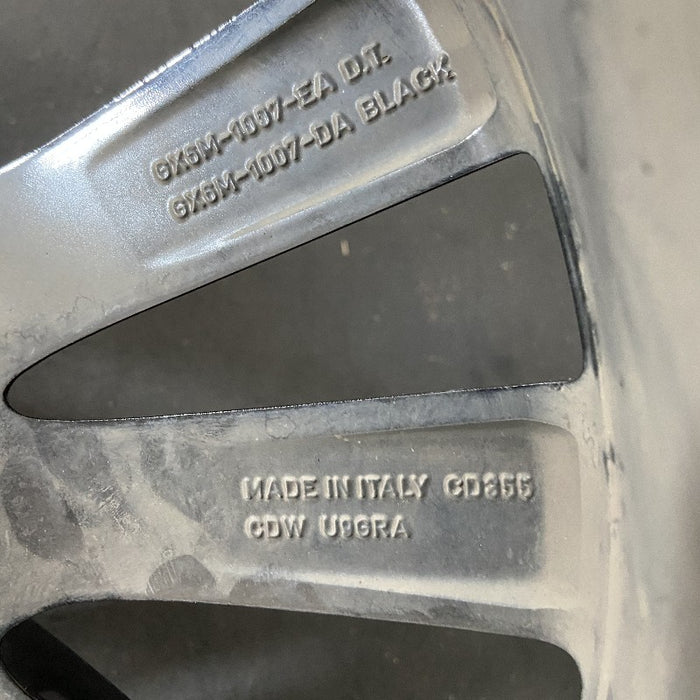 GX6M-1007-EA D.T.
GX6M-1007-DA BLACK
MADE IN ITALY CD355
CDW U9GRA